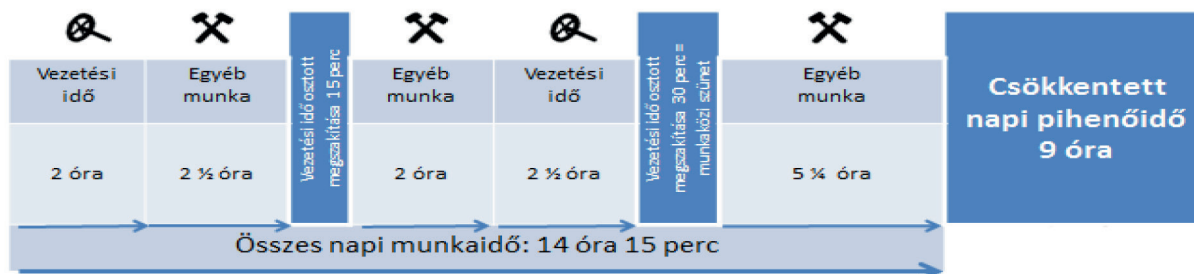 Vezetési
idő
Egyéb
munka
Vezetési idő osztott
megszakítása 15 perc
Egyéb
munka
Vezetési
idő
Vezetési idő osztott
megszakítása 30 perc =
munkaközi szünet
Egyéb
munka
Csökkentett
napi pihenőidő
9 óra
2 óra
2 ½ óra
2 óra
2 ½ óra
5 ¼ óra
Összes napi munkaidő: 14 óra 15 perc